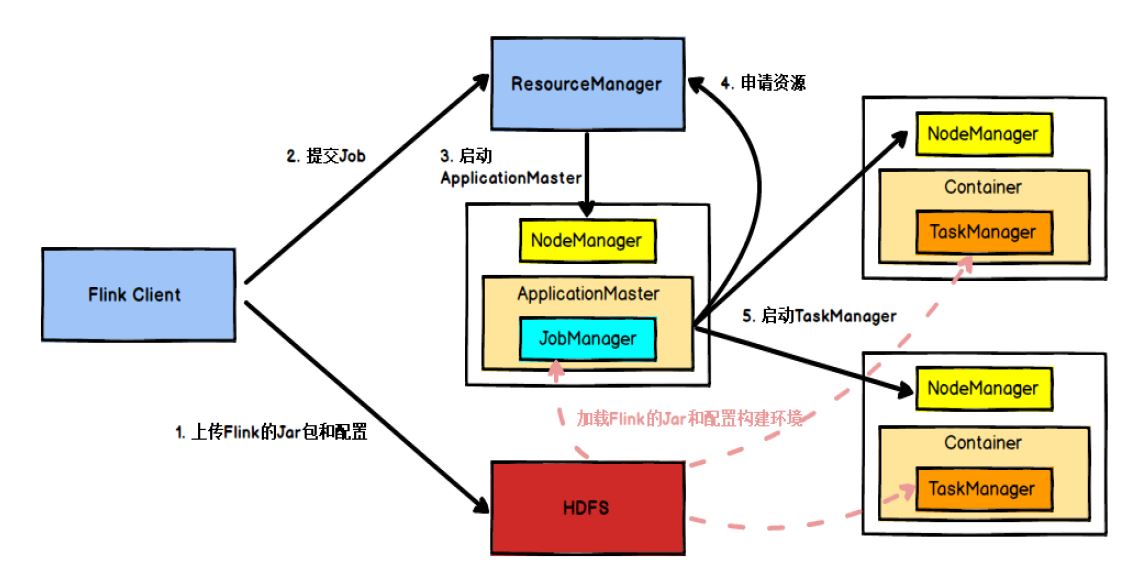 ResourceManager
4. 申请资源
NodeManager
Container
TaskManager
2. 提交Job
3. 启动
ApplicationMaster
NodeManager
ApplicationMaster
JobManager
Flink Client
5. 启动TaskManager
NodeManager
Container
TaskManager
加载Flink的Jar和配置构建环境
1. 上传Flink的Jar包和配置
HDFS